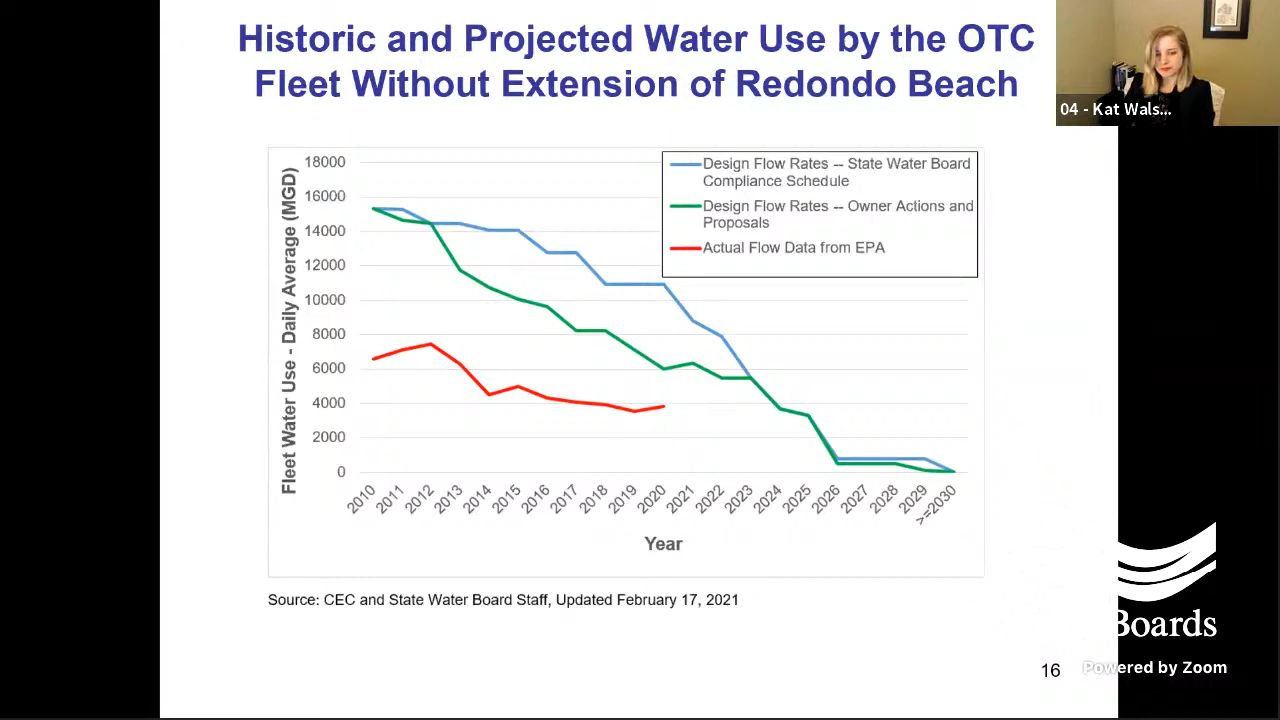 Historic and Projected Water Use by the OTC
Fleet Without Extension of Redondo Beach
04 - Kat Wals...
Fleet Water Use - Daily Average (MGD)
18000
16000
14000
12000
10000
8000
6000
4000
2000
0
Design Flow Rates -- State Water Board
Compliance Schedule
Design Flow Rates -- Owner Actions and
Proposals
Actual Flow Data from EPA
2010
2011
2012
2013
2014
2015
2016
2017
2018
2019
2020
2021
2022
2023
2024
2025
2026
2027
2028
2029
>=2030
Year
Source: CEC and State Water Board Staff, Updated February 17, 2021
16
Boards
Powered by Zoom